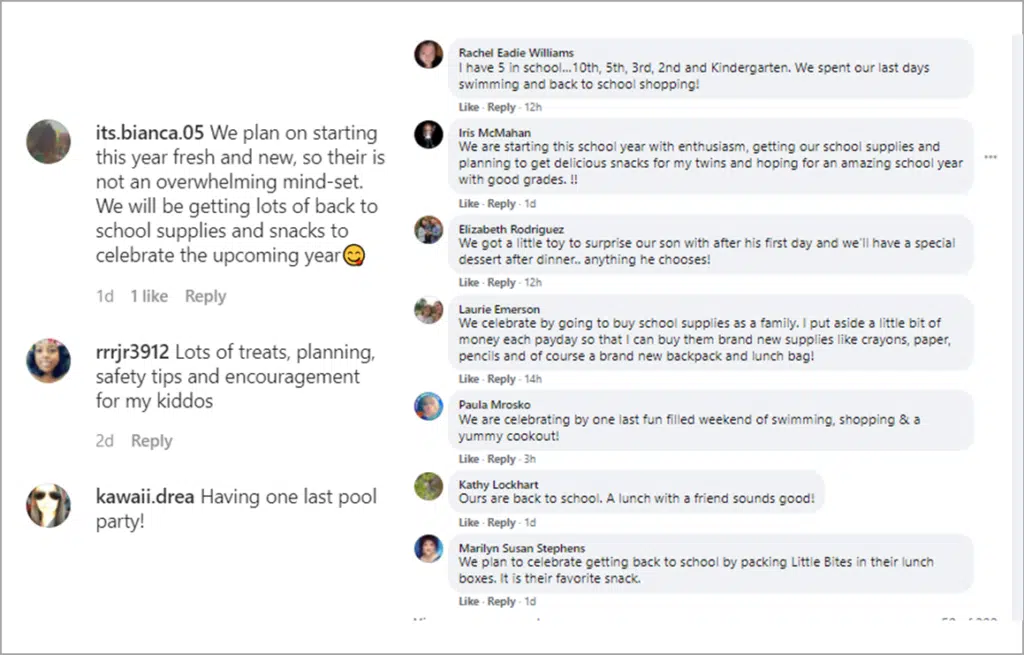 its.bianca.05 We plan on starting
this year fresh and new, so their is
not an overwhelming mind-set.
We will be getting lots of back to
school supplies and snacks to
celebrate the upcoming year😋
1d 1 like Reply
rrrjr3912 Lots of treats, planning,
safety tips and encouragement
for my kiddos
2d Reply
kawaii.drea Having one last pool
party!
Rachel Eadie Williams
I have 5 in school...10th, 5th, 3rd, 2nd and Kindergarten. We spent our last days
swimming and back to school shopping!
Like · Reply · 12h
Iris McMahan
We are starting this school year with enthusiasm, getting our school supplies and
planning to get delicious snacks for my twins and hoping for an amazing school year
with good grades. !!
Like · Reply · 1d
Elizabeth Rodriguez
We got a little toy to surprise our son with after his first day and we'll have a special
dessert after dinner.. anything he chooses!
Like · Reply · 12h
Laurie Emerson
We celebrate by going to buy school supplies as a family. I put aside a little bit of
money each payday so that I can buy them brand new supplies like crayons, paper,
pencils and of course a brand new backpack and lunch bag!
Like · Reply · 14h
Paula Mrosko
We are celebrating by one last fun filled weekend of swimming, shopping & a
yummy cookout!
Like · Reply · 3h
Kathy Lockhart
Ours are back to school. A lunch with a friend sounds good!
Like · Reply · 1d
Marilyn Susan Stephens
We plan to celebrate getting back to school by packing Little Bites in their lunch
boxes. It is their favorite snack.
Like · Reply · 1d